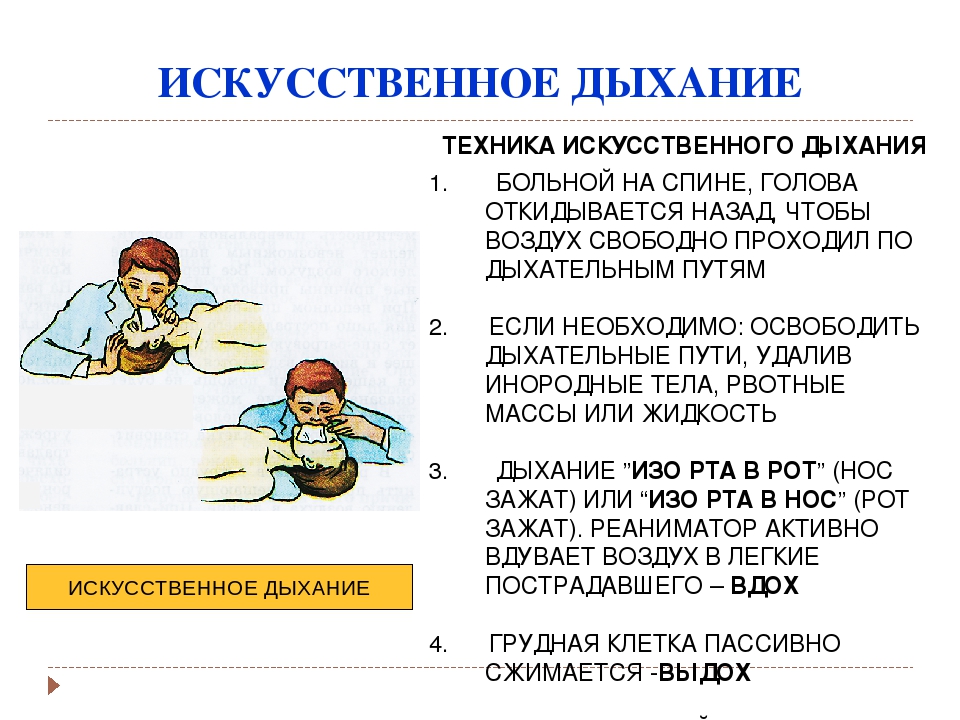 ИСКУССТВЕННОЕ ДЫХАНИЕ
ТЕХНИКА ИСКУССТВЕННОГО ДЫХАНИЯ
1. БОЛЬНОЙ НА СПИНЕ, ГОЛОВА
ОТКИДЫВАЕТСЯ НАЗАД, ЧТОБЫ
ВОЗДУХ СВОБОДНО ПРОХОДИЛ ПО
ДЫХАТЕЛЬНЫМ ПУТЯМ
2. ЕСЛИ НЕОБХОДИМО: ОСВОБОДИТЬ
ДЫХАТЕЛЬНЫЕ ПУТИ, УДАЛИВ
ИНОРОДНЫЕ ТЕЛА, РВОТНЫЕ
МАССЫ ИЛИ ЖИДКОСТЬ
3. ДЫХАНИЕ ”ИЗО РТА В РОТ” (НОС
ЗАЖАТ) ИЛИ “ИЗО РТА В НОС” (РОТ
ЗАЖАТ). РЕАНИМАТОР АКТИВНО
ВДУВАЕТ ВОЗДУХ В ЛЕГКИЕ
ПОСТРАДАВШЕГО – ВДОХ
4. ГРУДНАЯ КЛЕТКА ПАССИВНО
СЖИМАЕТСЯ -ВЫДОХ
ИСКУССТВЕННОЕ ДЫХАНИЕ